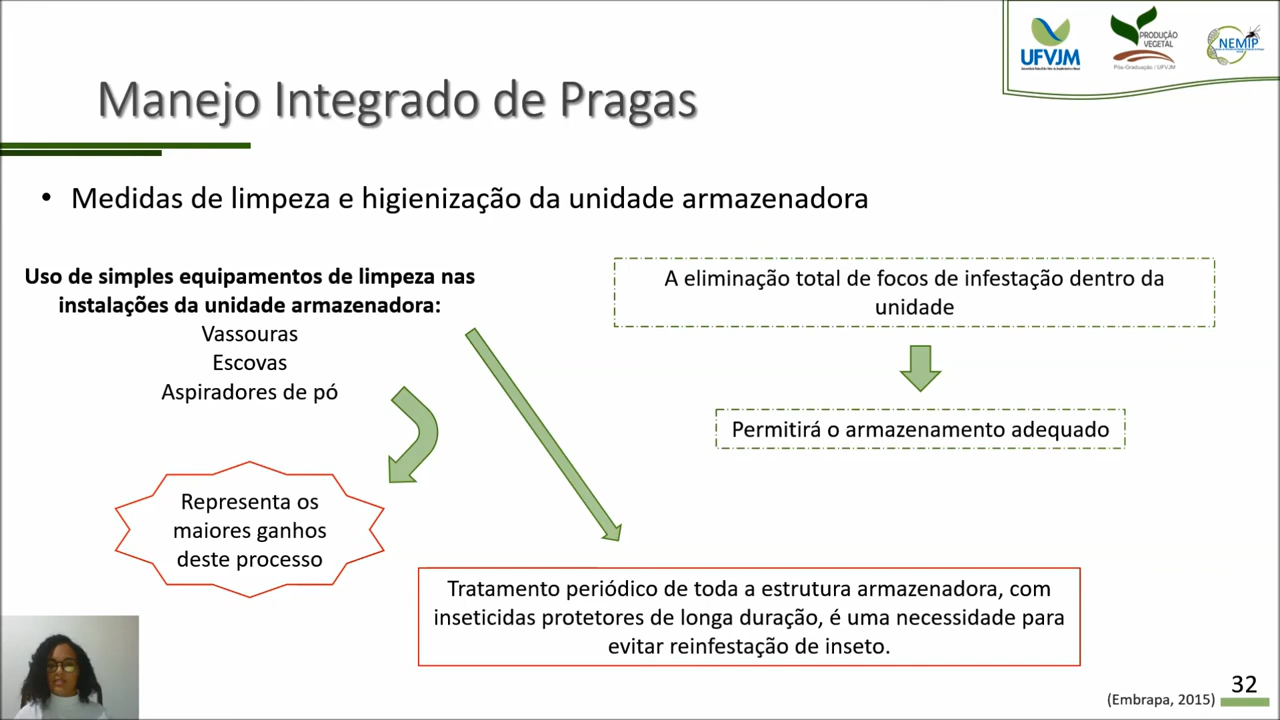 UFVJM
PRODUÇÃO
VEGETAL
Pós-Graduação / UFVJM
NEMIP
Manejo Integrado de Pragas
• Medidas de limpeza e higienização da unidade armazenadora
Uso de simples equipamentos de limpeza nas
instalações da unidade armazenadora:
Vassouras
Escovas
Aspiradores de pó
A eliminação total de focos de infestação dentro da
unidade
Permitirá o armazenamento adequado
Representa os
maiores ganhos
deste processo
Tratamento periódico de toda a estrutura armazenadora, com
inseticidas protetores de longa duração, é uma necessidade para
evitar reinfestação de inseto.
(Embrapa, 2015)
32